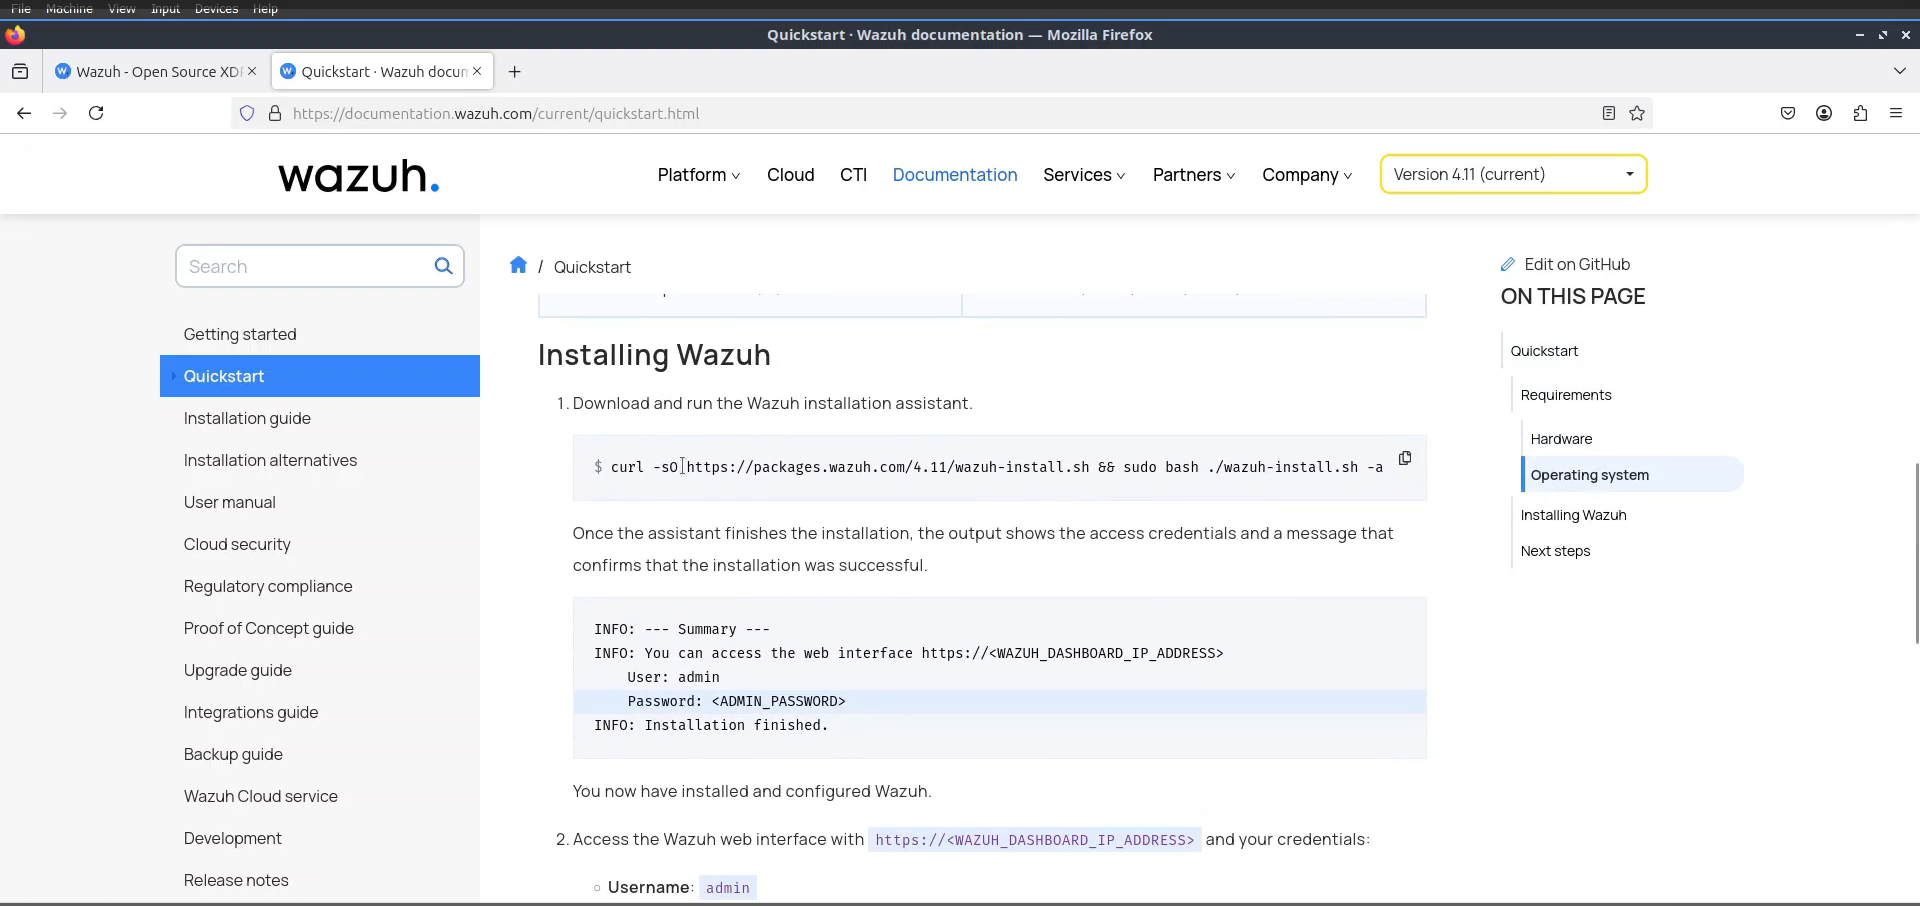 File Machine View Input Devices Help
Quickstart · Wazuh documentation — Mozilla Firefox
Wazuh - Open Source XDR
Quickstart · Wazuh docum
https://documentation.wazuh.com/current/quickstart.html
wazuh.
Platform Cloud CTI Documentation Services Partners Company
Version 4.11 (current)
Search
Getting started
Quickstart
Installation guide
Installation alternatives
User manual
Cloud security
Regulatory compliance
Proof of Concept guide
Upgrade guide
Integrations guide
Backup guide
Wazuh Cloud service
Development
Release notes
/ Quickstart
Installing Wazuh
1. Download and run the Wazuh installation assistant.
$ curl -sO https://packages.wazuh.com/4.11/wazuh-install.sh && sudo bash ./wazuh-install.sh -a
Once the assistant finishes the installation, the output shows the access credentials and a message that
confirms that the installation was successful.
INFO: --- Summary ---
INFO: You can access the web interface https://<WAZUH_DASHBOARD_IP_ADDRESS>
User: admin
Password: <ADMIN_PASSWORD>
INFO: Installation finished.
You now have installed and configured Wazuh.
2. Access the Wazuh web interface with https://<WAZUH_DASHBOARD_IP_ADDRESS> and your credentials:
Username: admin
Edit on GitHub
ON THIS PAGE
Quickstart
Requirements
Hardware
Operating system
Installing Wazuh
Next steps